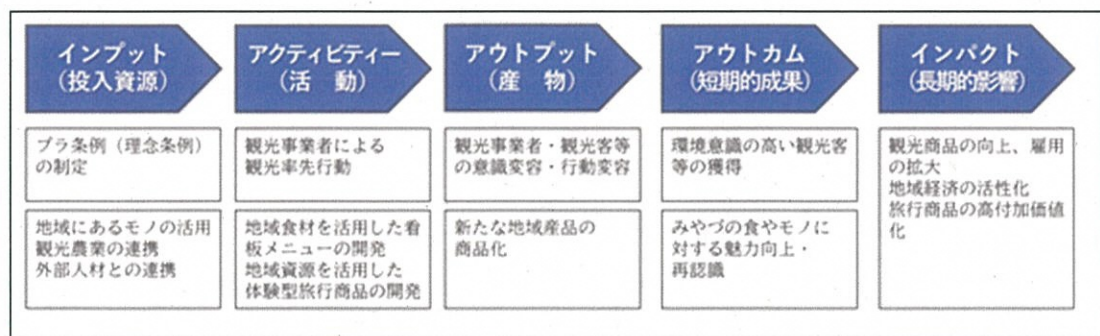 インプット
(投入資源)
アクティビティー
(活　動)
アウトプット
(産　物)
アウトカム
(短期的成果)
インパクト
(長期的影響)
プラ条例（理念条例）
の制定
観光事業者による
観光率先行動
観光事業者・観光客等
の意識変容・行動変容
環境意識の高い観光客
等の獲得
観光商品の向上、雇用
の拡大
地域経済の活性化
旅行商品の高付加価値
化
地域にあるモノの活用
観光農業の連携
外部人材との連携
地域食材を活用した看
板メニューの開発
地域資源を活用した
体験型旅行商品の開発
新たな地域産品の
商品化
みやづの食やモノに
対する魅力向上・
再認識